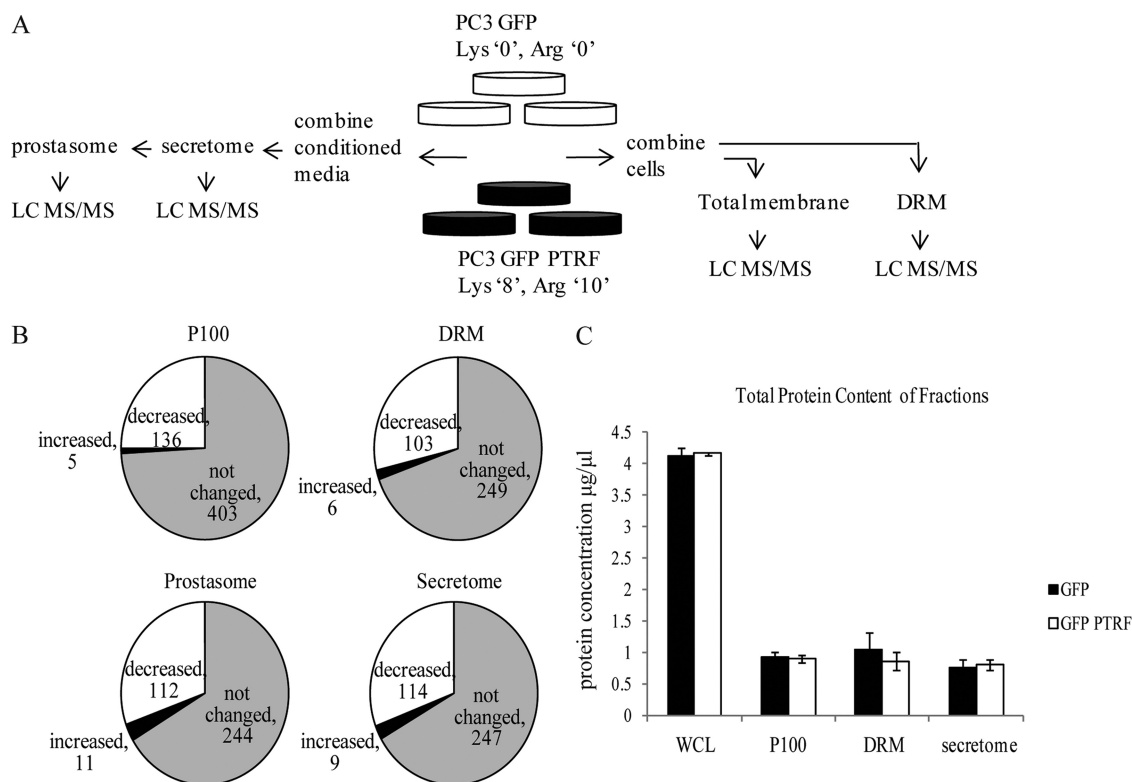 A
PC3 GFP
Lys ‘0’, Arg ‘0’
prostasome
secretome
combine
conditioned
media
combine
cells
LC MS/MS
LC MS/MS
Total membrane
DRM
LC MS/MS
LC MS/MS
PC3 GFP PTRF
Lys ‘8’, Arg ‘10’
B
P100
decreased,
136
increased,
5
not
changed,
403
DRM
decreased,
103
increased,
6
not
changed,
249
Prostasome
decreased,
112
increased,
11
not
changed,
244
Secretome
decreased,
114
increased,
9
not
changed,
247
C
Total Protein Content of Fractions
protein concentration µg/µl
4.5
4
3.5
3
2.5
2
1.5
1
0.5
0
WCL
P100
DRM
secretome
GFP
GFP PTRF